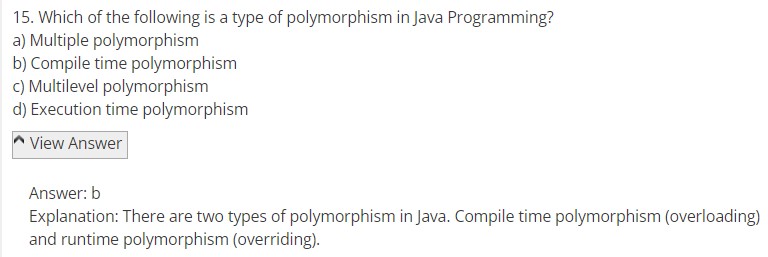 15. Which of the following is a type of polymorphism in Java Programming?
a) Multiple polymorphism
b) Compile time polymorphism
c) Multilevel polymorphism
d) Execution time polymorphism
View Answer
Answer: b
Explanation: There are two types of polymorphism in Java. Compile time polymorphism (overloading)
and runtime polymorphism (overriding).